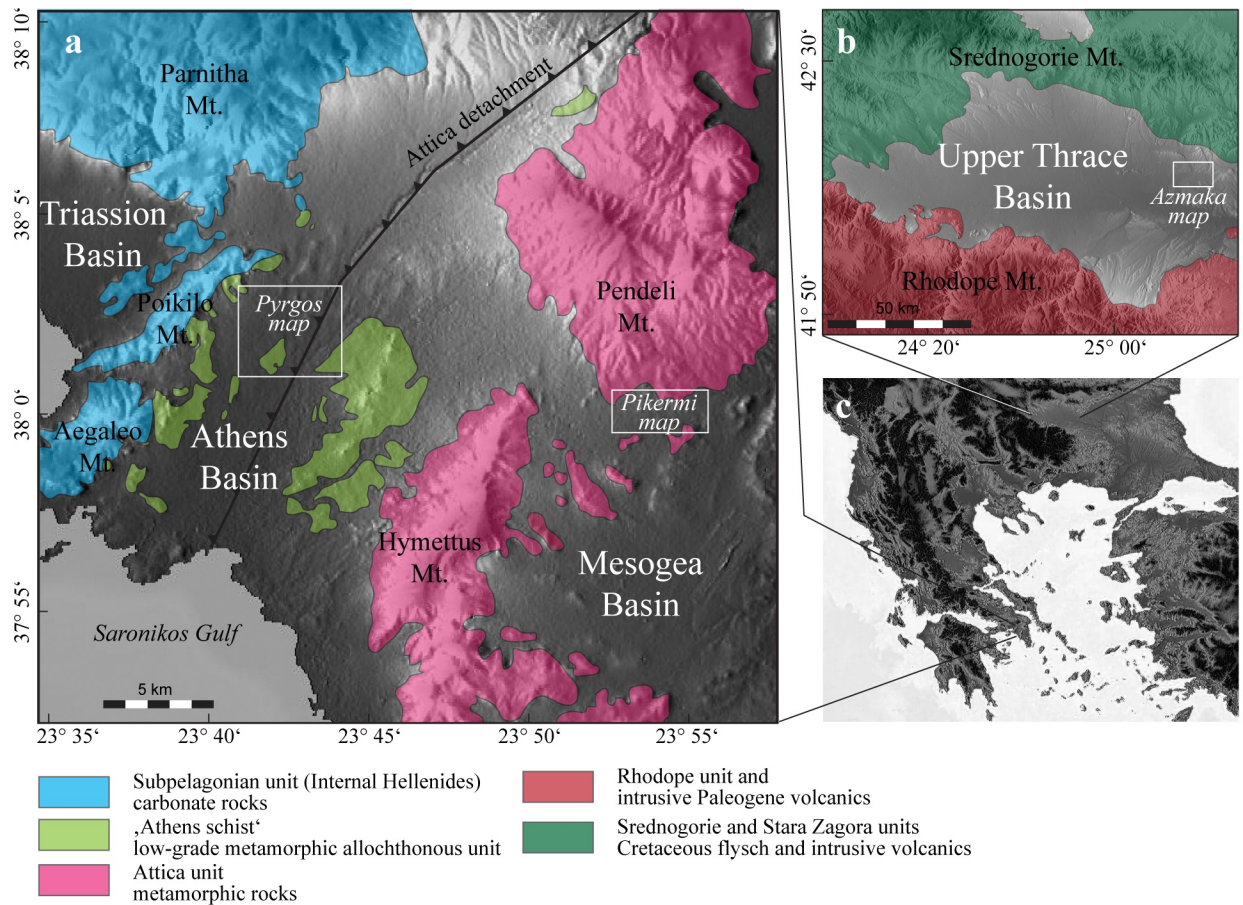 a
38° 10‘
38° 5‘
38° 0‘
37° 55‘
Parnitha
Mt.
Attica detachment
Triassion
Basin
Poikilo
Mt.
Pyrgos
map
Pendeli
Mt.
Aegaleo
Mt.
Athens
Basin
Pikermi
map
Hymettus
Mt.
Mesogea
Basin
Saronikos Gulf
5 km
23° 35‘
23° 40‘
23° 45‘
23° 50‘
23° 55‘
b
42° 30‘
41° 50‘
Srednogorie Mt.
Upper Thrace
Basin
Azmaka
map
Rhodope Mt.
50 km
24° 20‘
25° 00‘
c
Subpelagonian unit (Internal Hellenides)
carbonate rocks
‚Athens schist‘
low-grade metamorphic allochthonous unit
Attica unit
metamorphic rocks
Rhodope unit and
intrusive Paleogene volcanics
Srednogorie and Stara Zagora units
Cretaceous flysch and intrusive volcanics